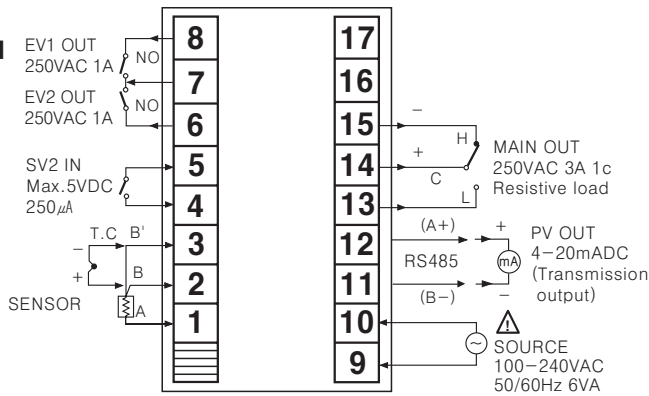 EV1 OUT
250VAC 1A
NO
EV2 OUT
250VAC 1A
NO
SV2 IN
Max.5VDC
250㎂
T.C
B'
−
+
B
A
SENSOR
8
7
6
5
4
3
2
1
17
16
15
14
13
12
11
10
9
−
H
+
C
L
MAIN OUT
250VAC 3A 1c
Resistive load
(A+)
RS485
(B−)
+
mA
−
PV OUT
4−20mADC
(Transmission
output)
!
~
SOURCE
100−240VAC
50/60Hz 6VA